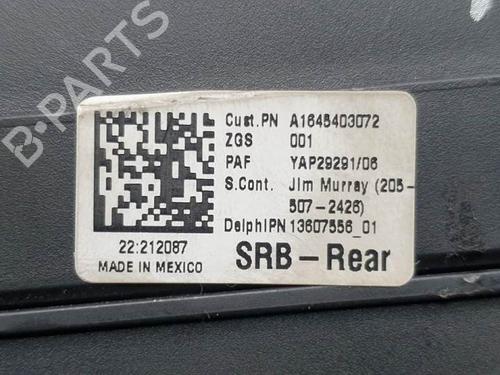 B-PARTS
Cust.PN A1645403072
ZGS 001
PAF YAP29291/06
S.Cont. Jim Murray (205-
507-2426)
DelphiPN 13607556_01
22:212087
MADE IN MEXICO
SRB-Rear